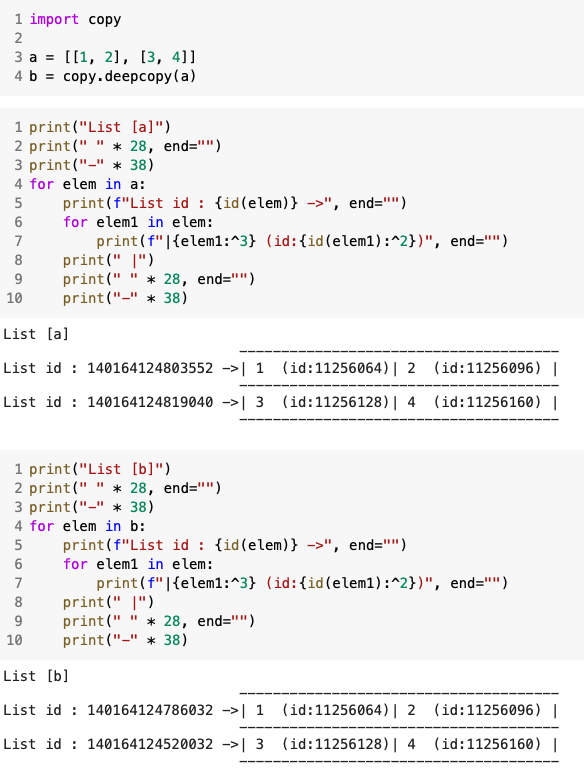 1 import copy
2
3 a = [[1, 2], [3, 4]]
4 b = copy.deepcopy(a)
1 print("List [a]")
2 print(" " * 28, end="")
3 print("-" * 38)
4 for elem in a:
5     print(f"List id : {id(elem)} ->", end="")
6     for elem1 in elem:
7         print(f"|{elem1:^3} (id:{id(elem1):^2})", end="")
8     print(" |")
9     print(" " * 28, end="")
10     print("-" * 38)
List [a]
                            --------------------------------------
List id : 140164124803552 ->| 1  (id:11256064)| 2  (id:11256096) |
                            --------------------------------------
List id : 140164124819040 ->| 3  (id:11256128)| 4  (id:11256160) |
                            --------------------------------------
1 print("List [b]")
2 print(" " * 28, end="")
3 print("-" * 38)
4 for elem in b:
5     print(f"List id : {id(elem)} ->", end="")
6     for elem1 in elem:
7         print(f"|{elem1:^3} (id:{id(elem1):^2})", end="")
8     print(" |")
9     print(" " * 28, end="")
10     print("-" * 38)
List [b]
                            --------------------------------------
List id : 140164124786032 ->| 1  (id:11256064)| 2  (id:11256096) |
                            --------------------------------------
List id : 140164124520032 ->| 3  (id:11256128)| 4  (id:11256160) |
                            --------------------------------------